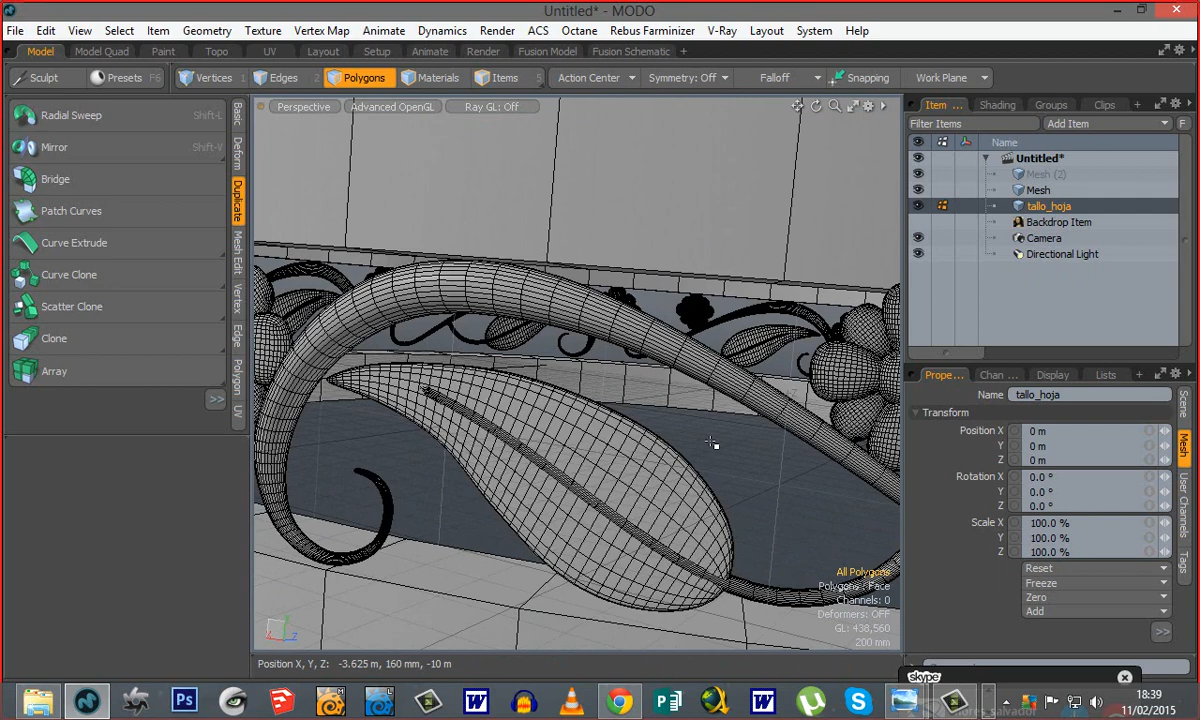 Untitled* - MODO
File Edit View Select Item Geometry Texture Vertex Map Animate Dynamics Render ACS Octane Rebus Farminizer V-Ray Layout System Help
Model Model Quad Paint Topo UV Layout Setup Animate Render Fusion Model Fusion Schematic +
Sculpt Presets F6 Vertices 1 Edges 2 Polygons Materials Items 5 Action Center Symmetry: Off Falloff Snapping Work Plane
Radial Sweep Shift-L
Mirror Shift-V
Bridge
Patch Curves
Curve Extrude
Curve Clone
Scatter Clone
Clone
Array
>>
Basic
Deform
Duplicate
Mesh Edit
Vertex
Edge
Polygon
UV
Perspective Advanced OpenGL Ray GL: Off
All Polygons
Polygons : Face
Channels: 0
Deformers: OFF
GL: 438,560
200 mm
Position X, Y, Z: -3.625 m, 160 mm, -10 m
Item ... Shading Groups Clips +
Filter Items Add Item F
Name
Untitled*
Mesh (2)
Mesh
tallo_hoja
Backdrop Item
Camera
Directional Light
Prope... Chan ... Display Lists +
Name tallo_hoja
Transform
Position X 0 m
Y 0 m
Z 0 m
Rotation X 0.0 °
Y 0.0 °
Z 0.0 °
Scale X 100.0 %
Y 100.0 %
Z 100.0 %
Reset
Freeze
Zero
Add
>>
Scene
Mesh
User Channels
Tags
skype
18:39
11/02/2015